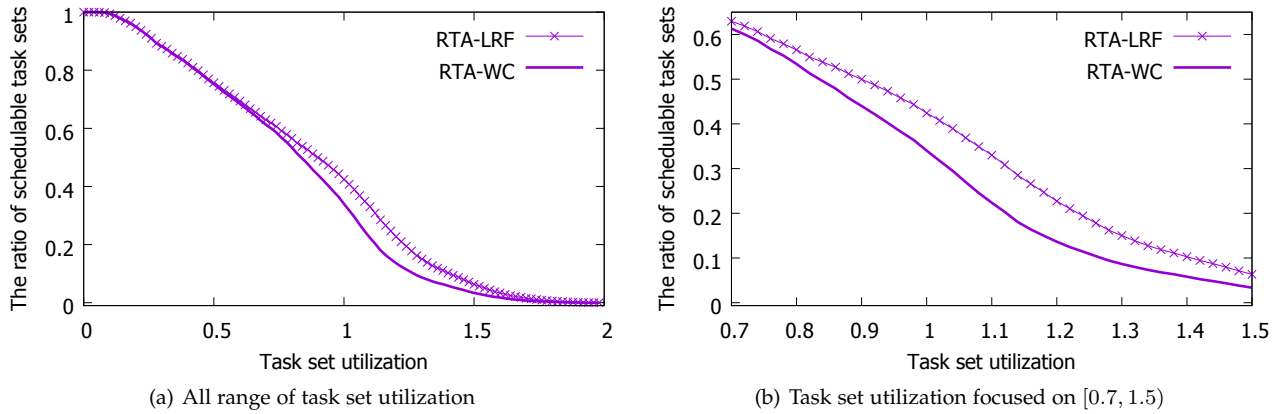 The ratio of schedulable task sets
1
0.8
0.6
0.4
0.2
0
0
0.5
1
1.5
2
RTA-LRF
RTA-WC
Task set utilization
(a) All range of task set utilization
The ratio of schedulable task sets
0.6
0.5
0.4
0.3
0.2
0.1
0
0.7
0.8
0.9
1
1.1
1.2
1.3
1.4
1.5
RTA-LRF
RTA-WC
Task set utilization
(b) Task set utilization focused on [0.7, 1.5)